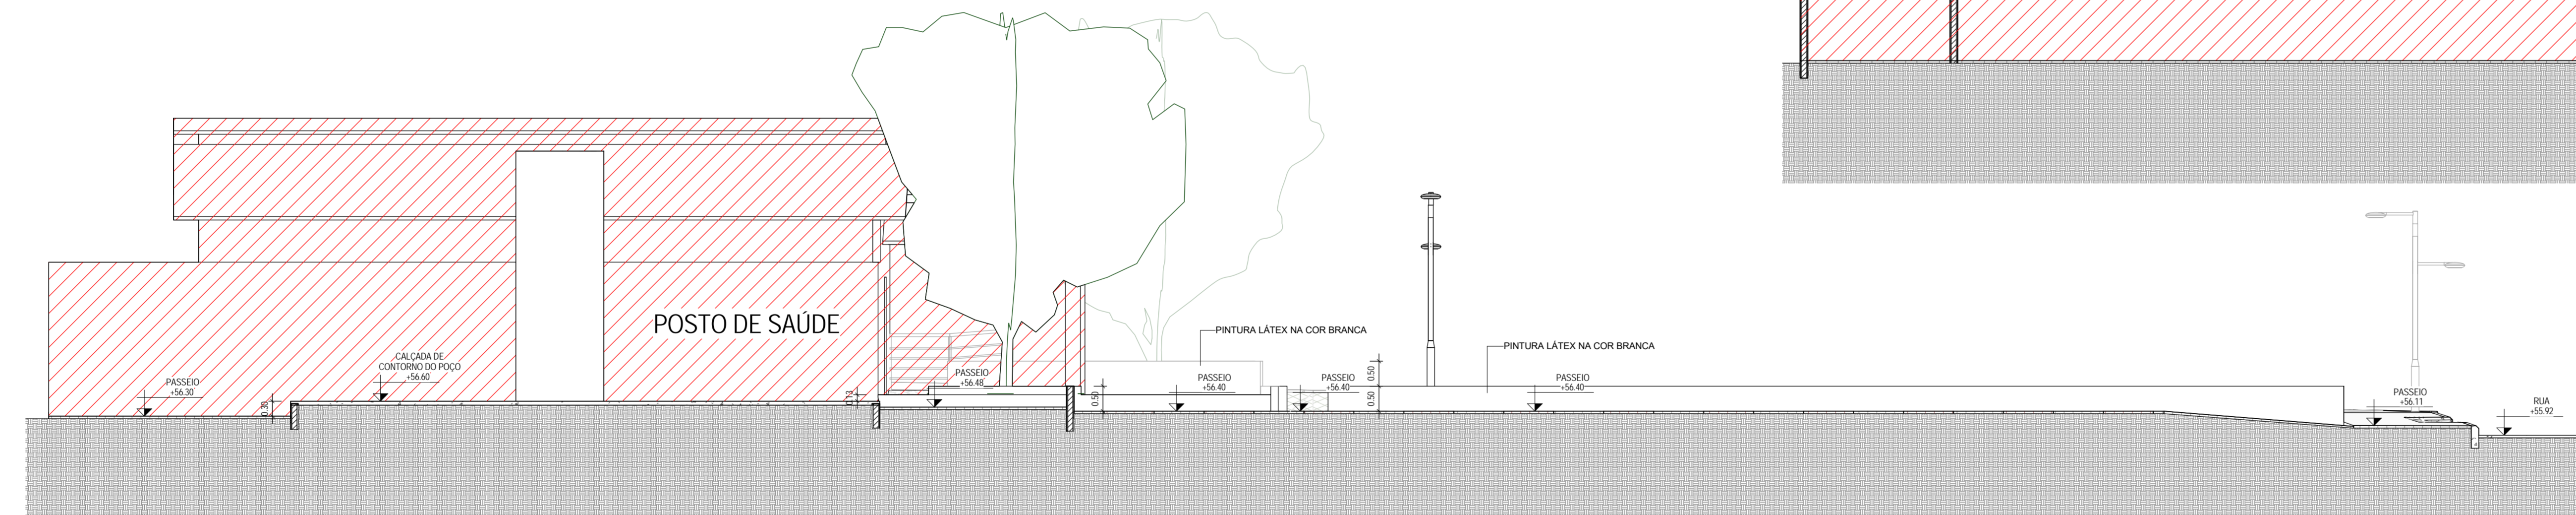 POSTO DE SAÚDE
PASSEIO
+56.30
0.30
CALÇADA DE
CONTORNO DO POÇO
+56.60
0.13
PASSEIO
+56.48
0.50
PASSEIO
+56.40
PINTURA LÁTEX NA COR BRANCA
PASSEIO
+56.40
0.50
0.50
PINTURA LÁTEX NA COR BRANCA
PASSEIO
+56.40
PASSEIO
+56.11
RUA
+55.92